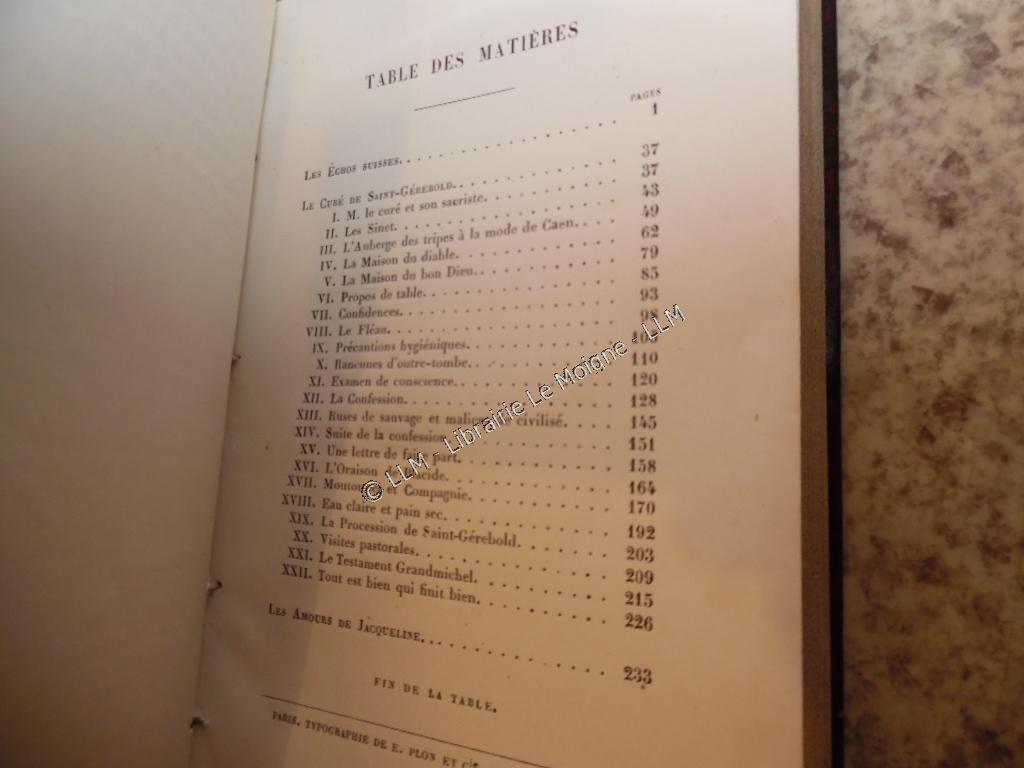 TABLE DES MATIÈRES
PAGES
LES ÉCHOS SUISSES. 1
LE CURÉ DE SAINT-GÉREBOLD. 37
I. M. le curé et son sacriste. 37
II. Les Sinet. 43
III. L'Auberge des tripes à la mode de Caen. 49
IV. La Maison du diable. 62
V. La Maison du bon Dieu. 79
VI. Propos de table. 85
VII. Confidences. 93
VIII. Le Fléau. 98
IX. Précautions hygiéniques.
X. Rancunes d'outre-tombe. 110
XI. Examen de conscience. 120
XII. La Confession. 128
XIII. Ruses de sauvage et civilisé. 145
XIV. Suite de la confession. 151
XV. Une lettre de faire part. 158
XVI. L'Oraison 164
XVII. et Compagnie. 170
XVIII. Eau claire et pain sec. 192
XIX. La Procession de Saint-Gérebold. 203
XX. Visites pastorales. 209
XXI. Le Testament Grandmichel. 215
XXII. Tout est bien qui finit bien. 226
LES AMOURS DE JACQUELINE. 233
FIN DE LA TABLE.
PARIS. TYPOGRAPHIE DE E. PLON ET Cie
© LLM - Librairie Le Moigne - LLM